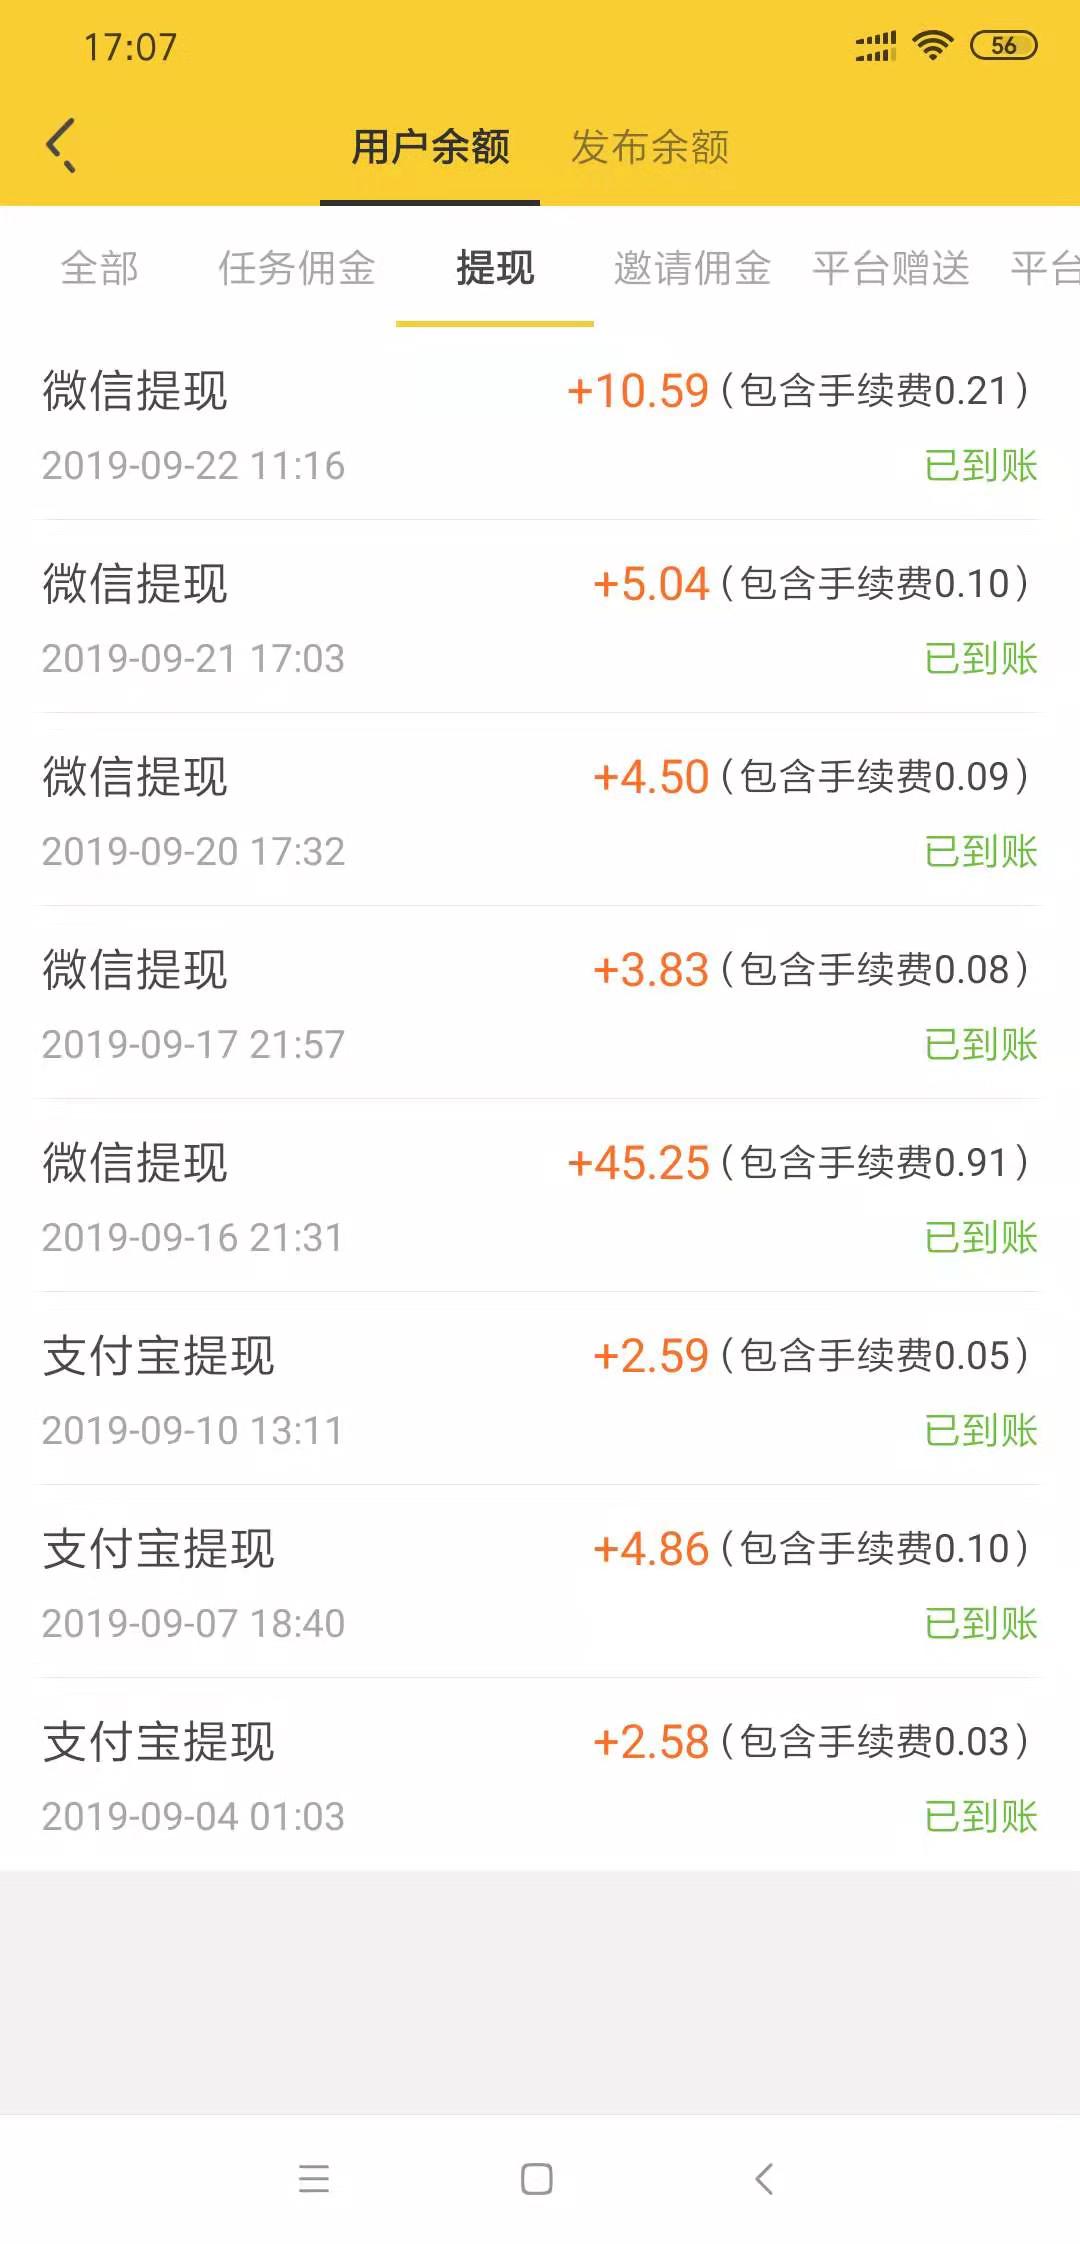 17:07
56
用户余额 发布余额
全部 任务佣金 提现 邀请佣金 平台赠送 平台
微信提现 +10.59（包含手续费0.21）
2019-09-22 11:16 已到账
微信提现 +5.04（包含手续费0.10）
2019-09-21 17:03 已到账
微信提现 +4.50（包含手续费0.09）
2019-09-20 17:32 已到账
微信提现 +3.83（包含手续费0.08）
2019-09-17 21:57 已到账
微信提现 +45.25（包含手续费0.91）
2019-09-16 21:31 已到账
支付宝提现 +2.59（包含手续费0.05）
2019-09-10 13:11 已到账
支付宝提现 +4.86（包含手续费0.10）
2019-09-07 18:40 已到账
支付宝提现 +2.58（包含手续费0.03）
2019-09-04 01:03 已到账